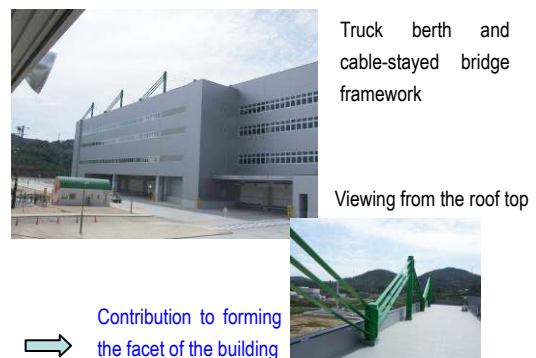 Truck berth and
cable-stayed bridge
framework
Viewing from the roof top
Contribution to forming
the facet of the building